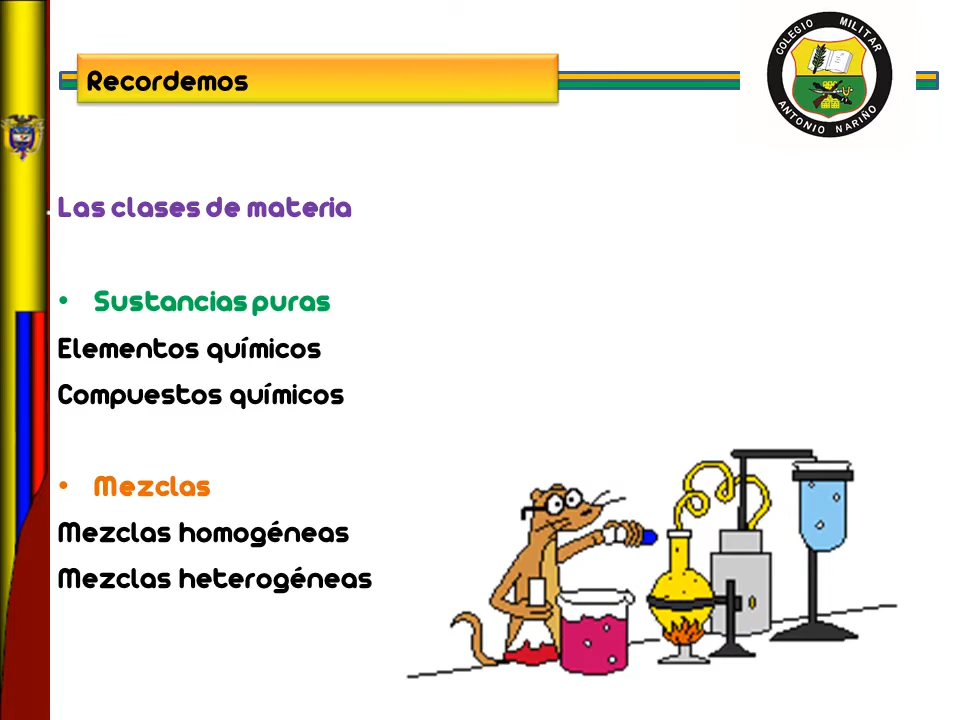 Recordemos
COLEGIO MILITAR
ANTONIO NARIÑO
Las clases de materia
• Sustancias puras
Elementos químicos
Compuestos químicos
• Mezclas
Mezclas homogéneas
Mezclas heterogéneas